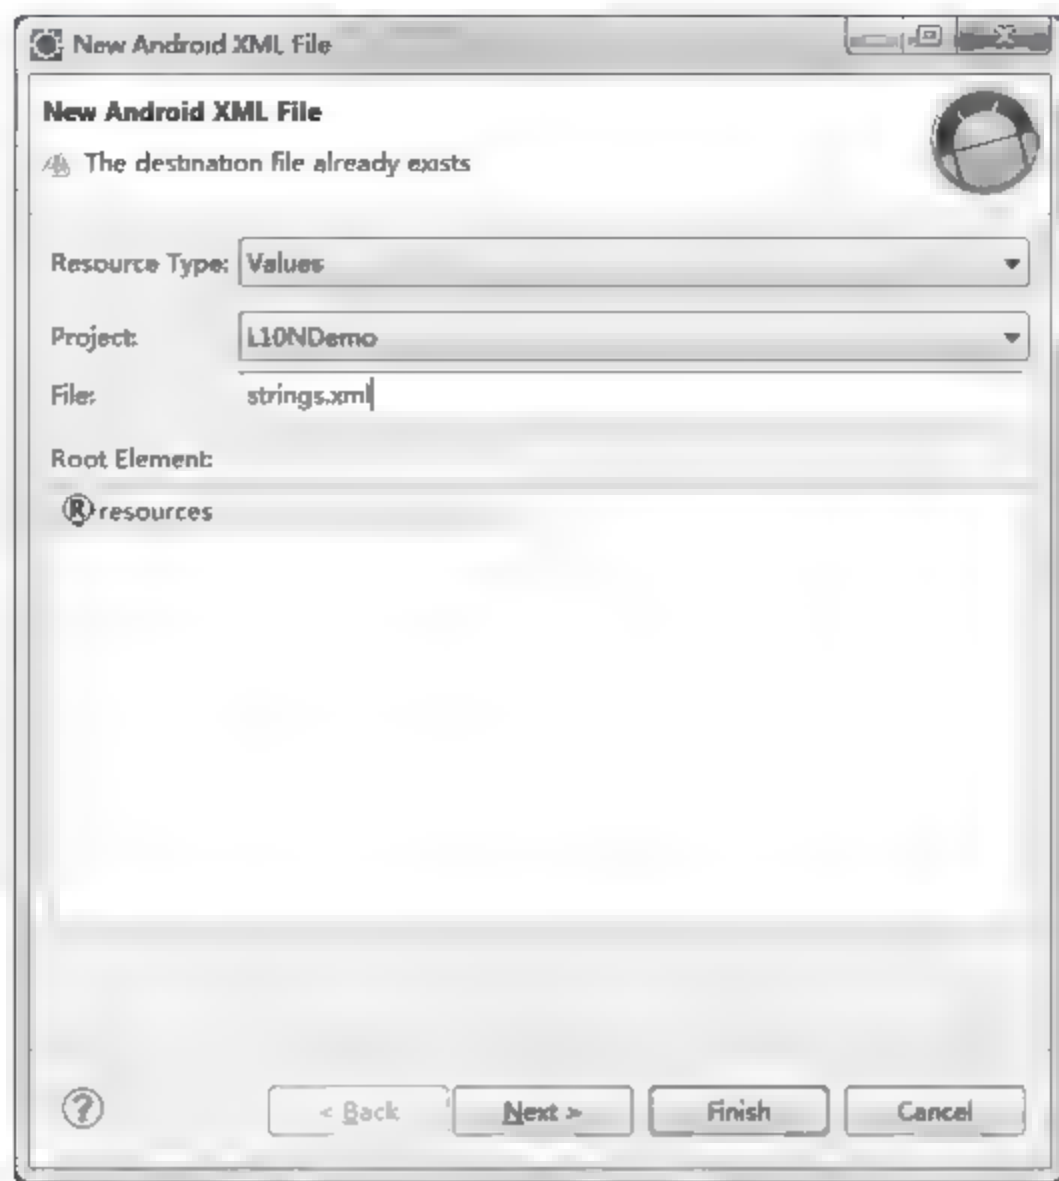 New Android XML File
New Android XML File
The destination file already exists
Resource Type: Values
Project: L10NDemo
File: strings.xml
Root Element:
R resources
? < Back Next > Finish Cancel